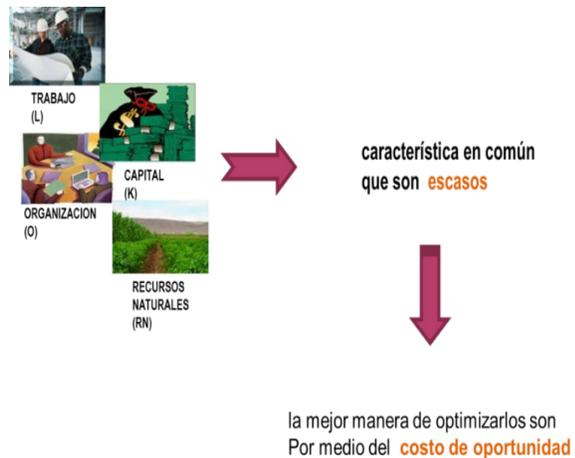 TRABAJO
(L)
CAPITAL
(K)
ORGANIZACION
(O)
RECURSOS
NATURALES
(RN)
característica en común
que son escasos
la mejor manera de optimizarlos son
Por medio del costo de oportunidad